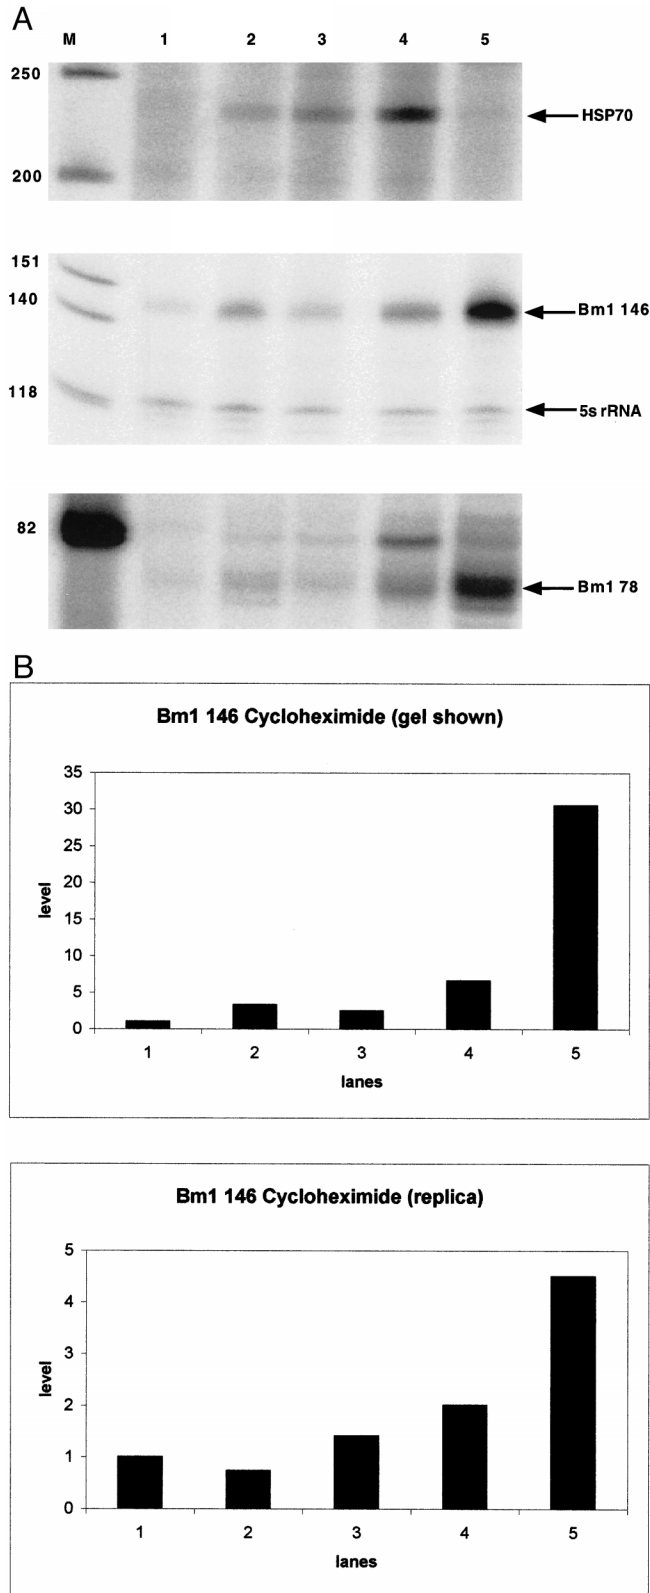 A
M 1 2 3 4 5
250
HSP70
200
151
140
Bm1 146
118
5s rRNA
82
Bm1 78
B
Bm1 146 Cycloheximide (gel shown)
35
30
25
20
15
10
5
0
level
1 2 3 4 5
lanes
Bm1 146 Cycloheximide (replica)
5
4
3
2
1
0
level
1 2 3 4 5
lanes